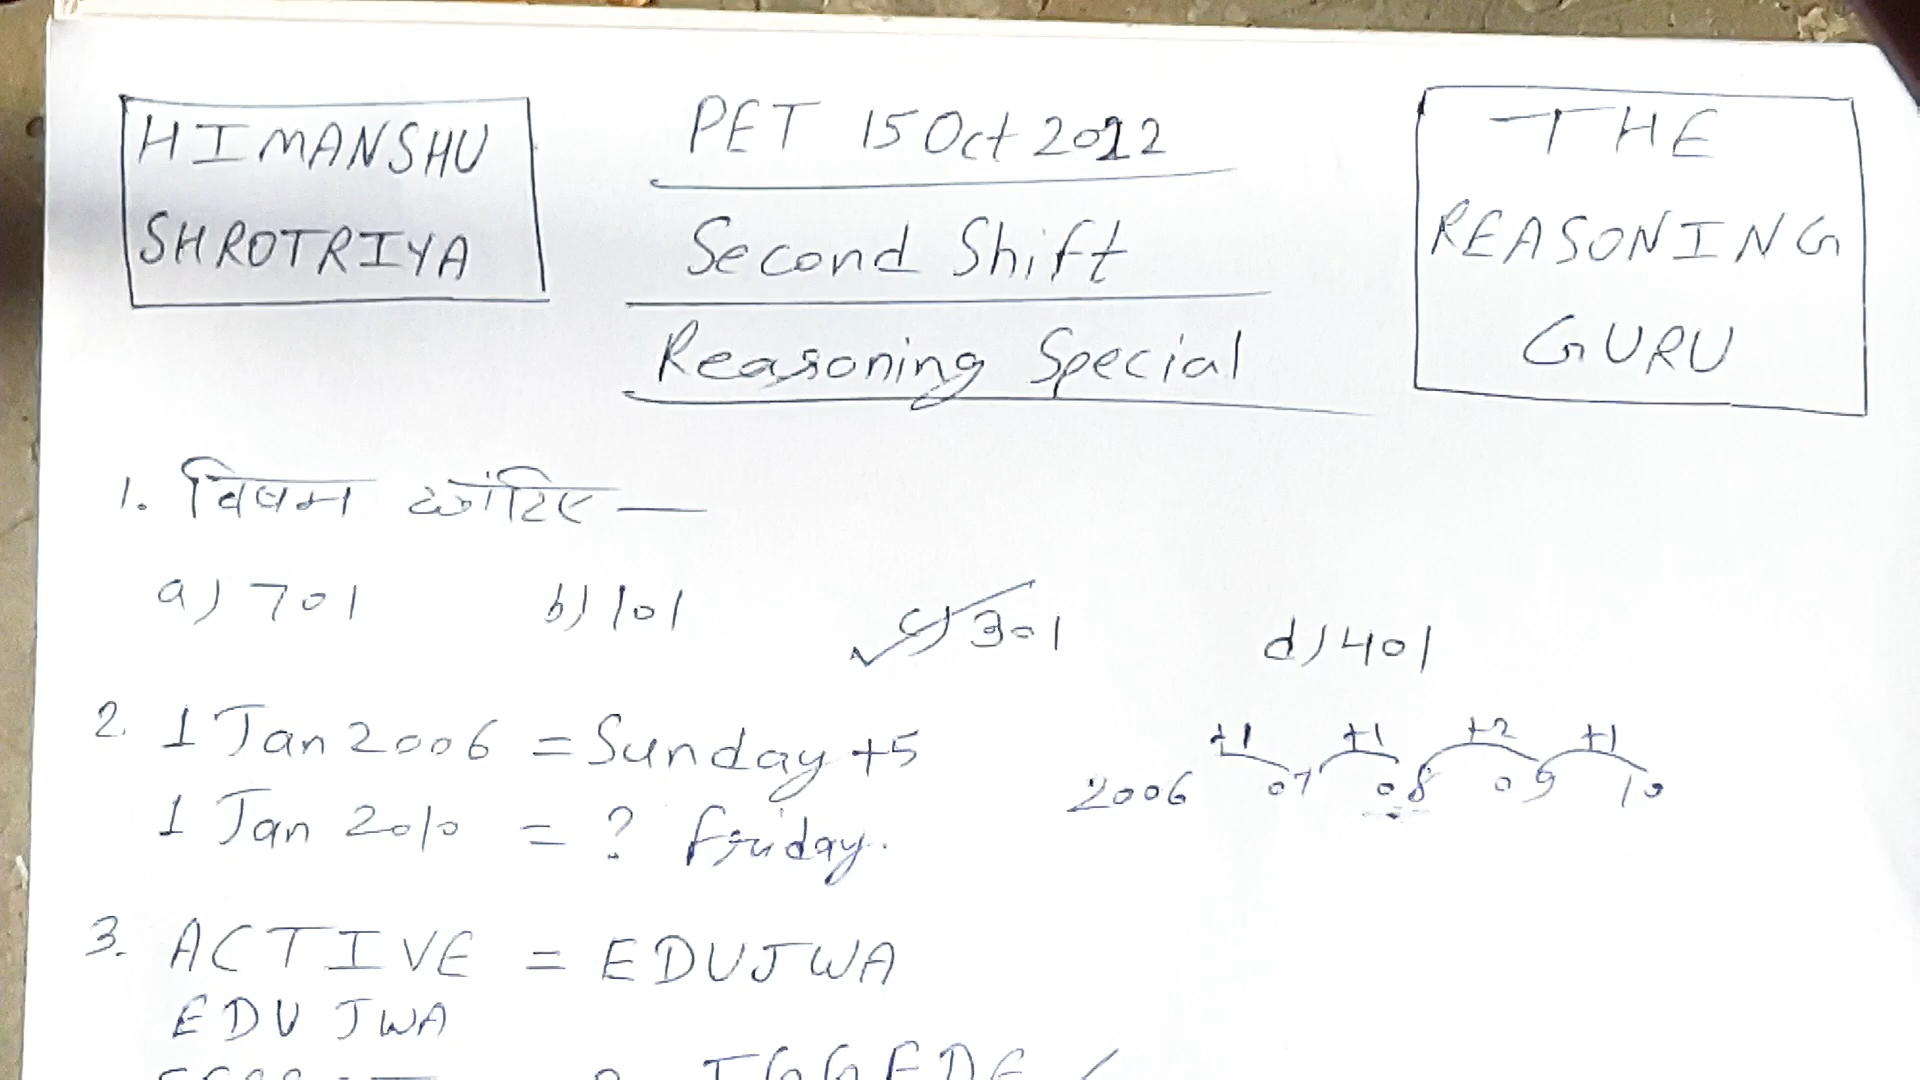 HIMANSHU
SHROTRIYA
PET 15 Oct 2022
Second Shift
Reasoning Special
THE
REASONING
GURU
1. विषम छांटिए —
a) 701 b) 101 c) 301 d) 401
2. 1 Jan 2006 = Sunday +5
1 Jan 2010 = ? Friday.
+1 +1 +2 +1
2006 07 08 09 10
3. ACTIVE = EDUJWA
EDU JWA